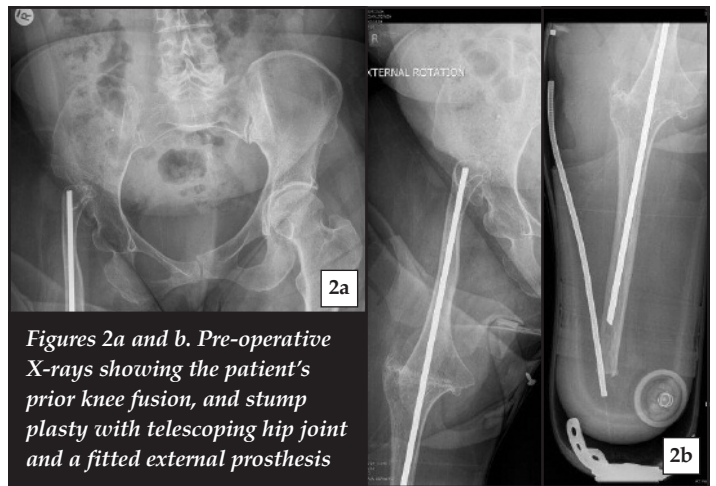 R
2a
Figures 2a and b. Pre-operative
X-rays showing the patient's
prior knee fusion, and stump
plasty with telescoping hip joint
and a fitted external prosthesis
R
XTERNAL ROTATION
2b